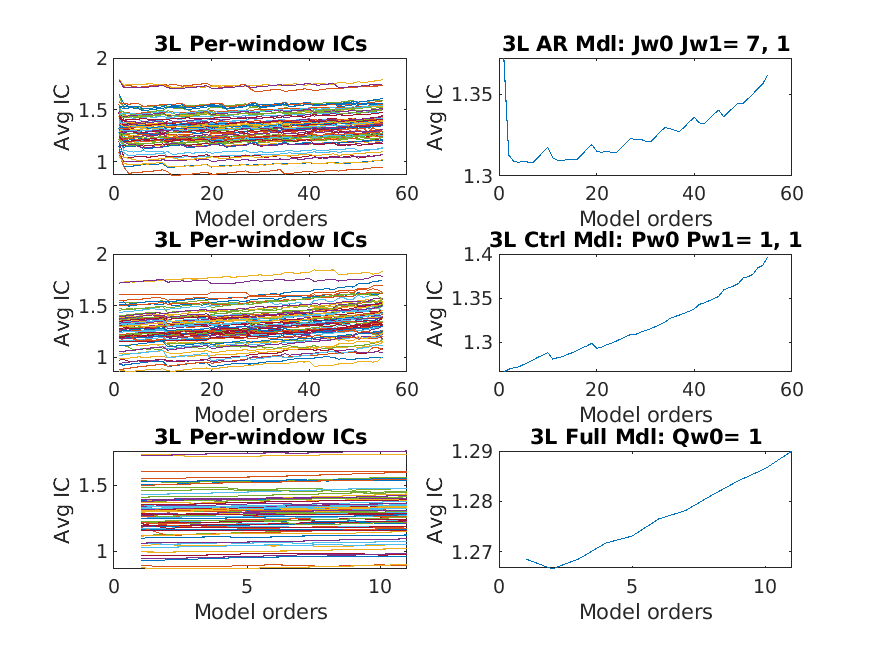 3L Per-window ICs
3L AR Mdl: Jw0 Jw1= 7, 1
Avg IC
2
1.5
1
0 20 40 60
Model orders
Avg IC
1.35
1.3
0 20 40 60
Model orders
3L Per-window ICs
3L Ctrl Mdl: Pw0 Pw1= 1, 1
Avg IC
2
1.5
1
0 20 40 60
Model orders
Avg IC
1.4
1.35
1.3
0 20 40 60
Model orders
3L Per-window ICs
3L Full Mdl: Qw0= 1
Avg IC
1.5
1
0 5 10
Model orders
Avg IC
1.29
1.28
1.27
0 5 10
Model orders